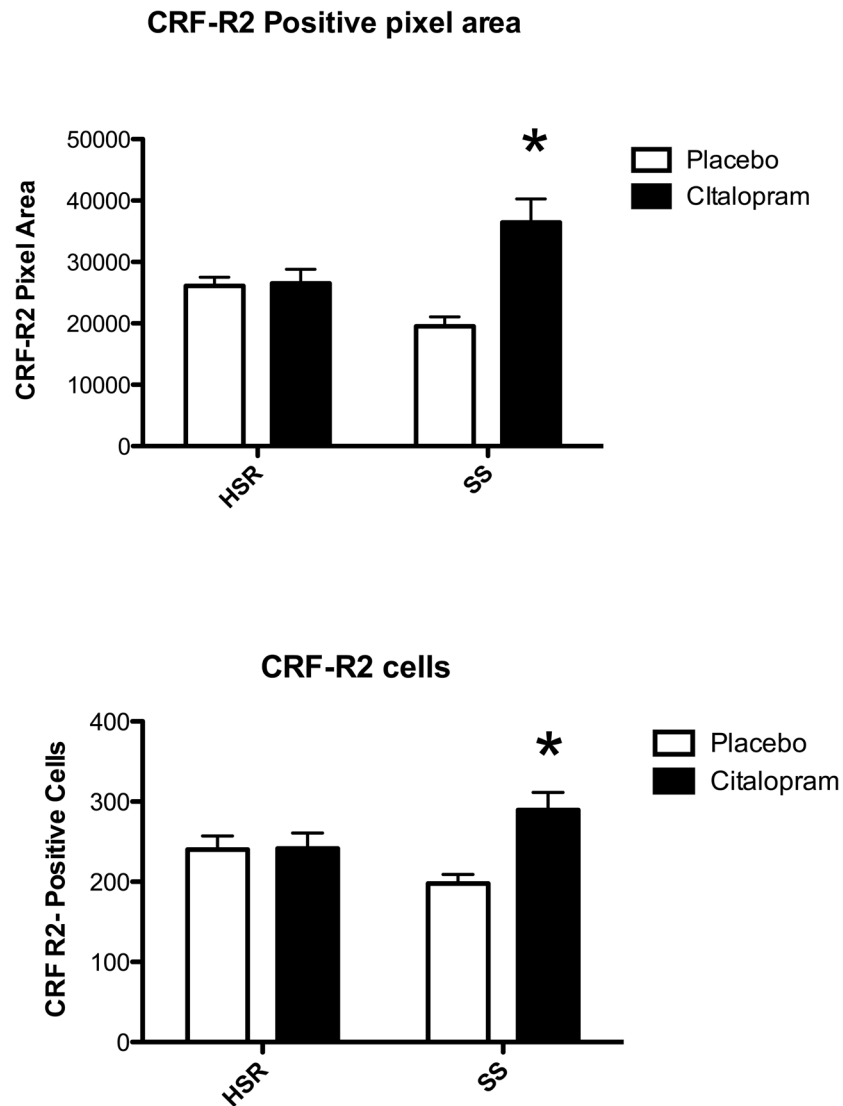 CRF-R2 Positive pixel area
50000
40000
30000
20000
10000
0
CRF-R2 Pixel Area
*
Placebo
CItalopram
HSR
SS
CRF-R2 cells
400
300
200
100
0
CRF R2- Positive Cells
*
Placebo
Citalopram
HSR
SS